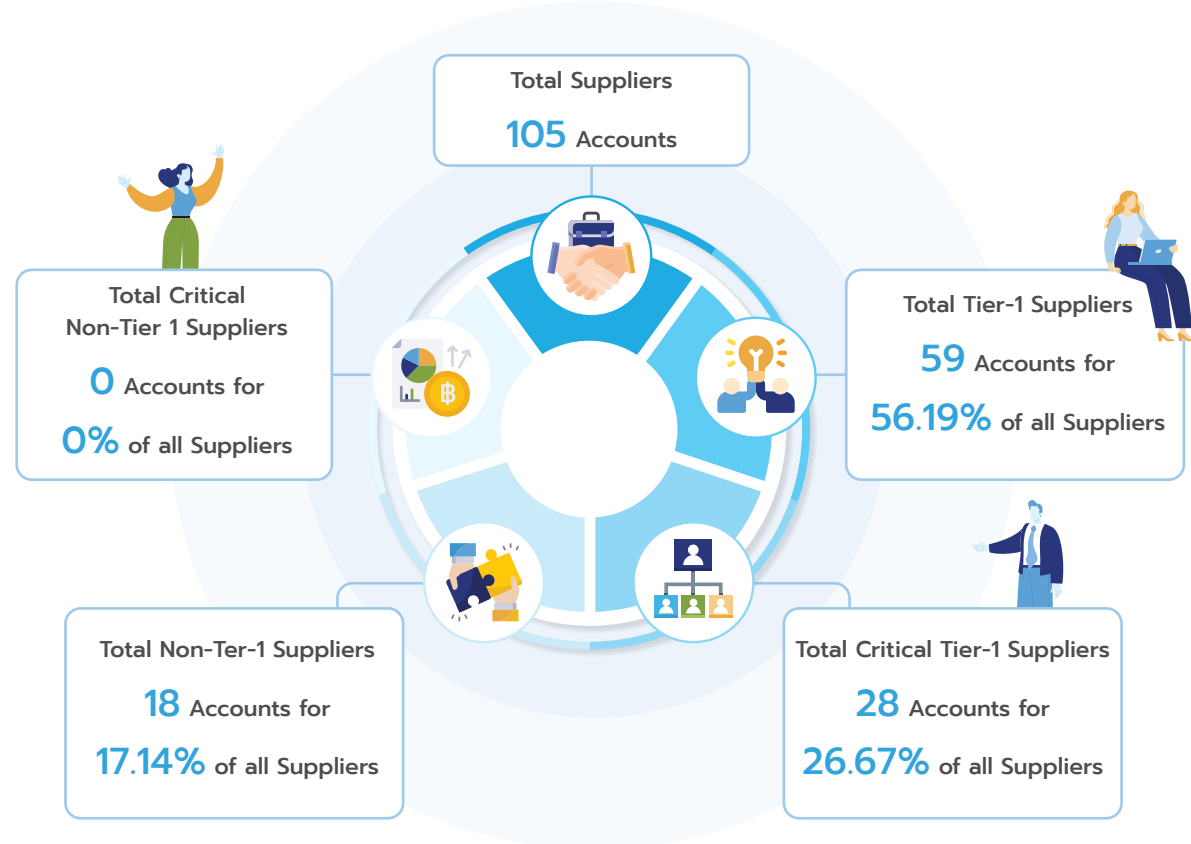 Total Suppliers
105 Accounts
Total Critical
Non-Tier 1 Suppliers
0 Accounts for
0% of all Suppliers
Total Tier-1 Suppliers
59 Accounts for
56.19% of all Suppliers
Total Non-Ter-1 Suppliers
18 Accounts for
17.14% of all Suppliers
Total Critical Tier-1 Suppliers
28 Accounts for
26.67% of all Suppliers